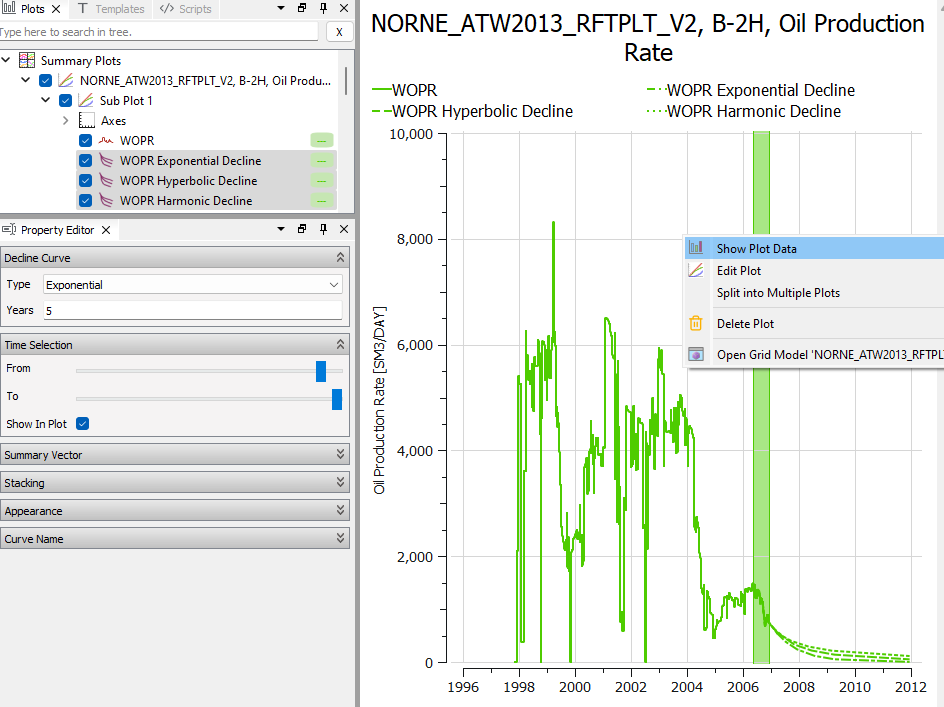 Plots
Templates
Scripts
Type here to search in tree.
X
Summary Plots
NORNE_ATW2013_RFTPLT_V2, B-2H, Oil Produ...
Sub Plot 1
Axes
WOPR
WOPR Exponential Decline
WOPR Hyperbolic Decline
WOPR Harmonic Decline
Property Editor
Decline Curve
Type
Exponential
Years
5
Time Selection
From
To
Show In Plot
Summary Vector
Stacking
Appearance
Curve Name
NORNE_ATW2013_RFTPLT_V2, B-2H, Oil Production
Rate
WOPR
WOPR Exponential Decline
WOPR Hyperbolic Decline
WOPR Harmonic Decline
Oil Production Rate [SM3/DAY]
10,000
8,000
6,000
4,000
2,000
0
1996 1998 2000 2002 2004 2006 2008 2010 2012
Show Plot Data
Edit Plot
Split into Multiple Plots
Delete Plot
Open Grid Model 'NORNE_ATW2013_RFTPL